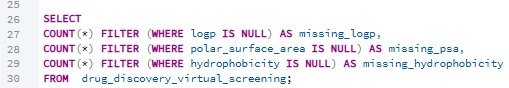 25
26 SELECT
27 COUNT(*) FILTER (WHERE logp IS NULL) AS missing_logp,
28 COUNT(*) FILTER (WHERE polar_surface_area IS NULL) AS missing_psa,
29 COUNT(*) FILTER (WHERE hydrophobicity IS NULL) AS missing_hydrophobicity
30 FROM  drug_discovery_virtual_screening;